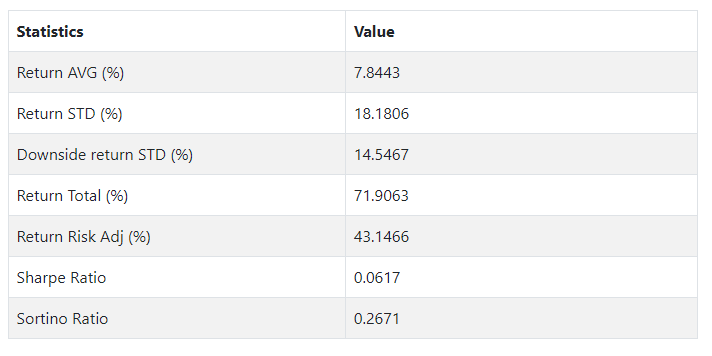 Statistics Value
Return AVG (%) 7.8443
Return STD (%) 18.1806
Downside return STD (%) 14.5467
Return Total (%) 71.9063
Return Risk Adj (%) 43.1466
Sharpe Ratio 0.0617
Sortino Ratio 0.2671